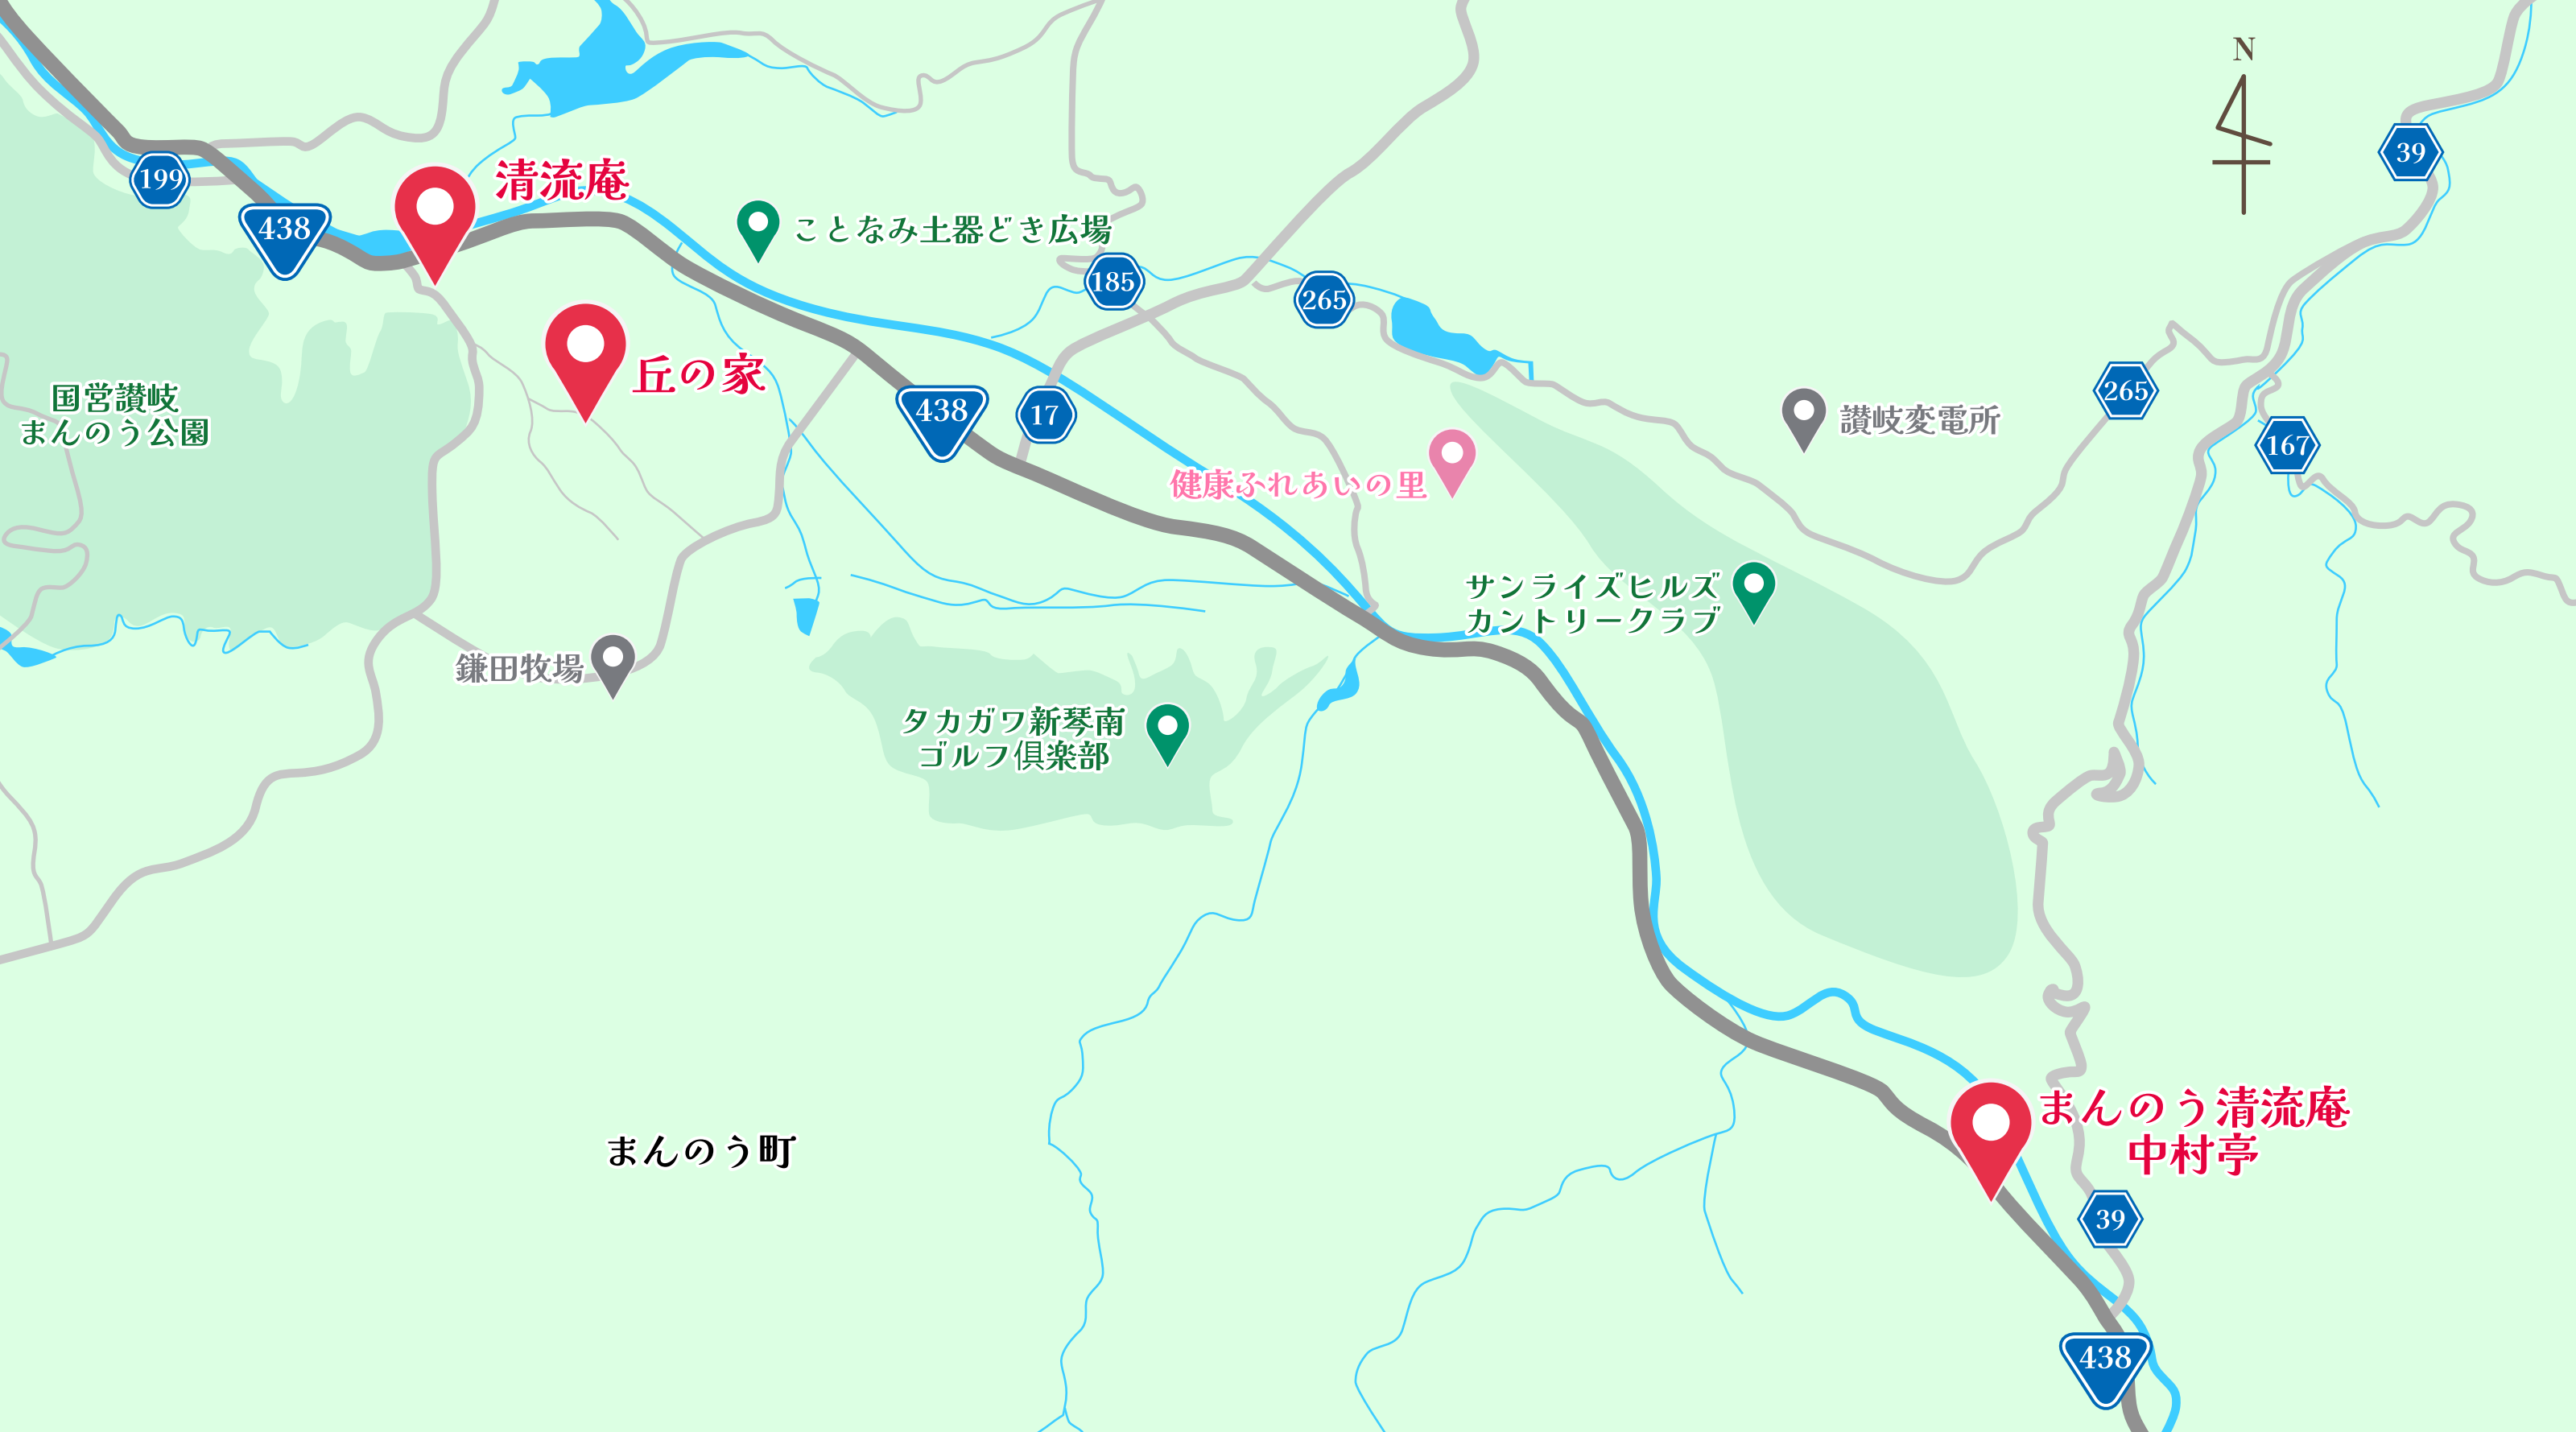 N
39
199
清流庵
438
ことなみ土器どき広場
185
265
丘の家
国営讃岐
まんのう公園
438
17
讃岐変電所
265
167
健康ふれあいの里
サンライズヒルズ
カントリークラブ
鎌田牧場
タカガワ新琴南
ゴルフ倶楽部
まんのう町
まんのう清流庵
中村亭
39
438